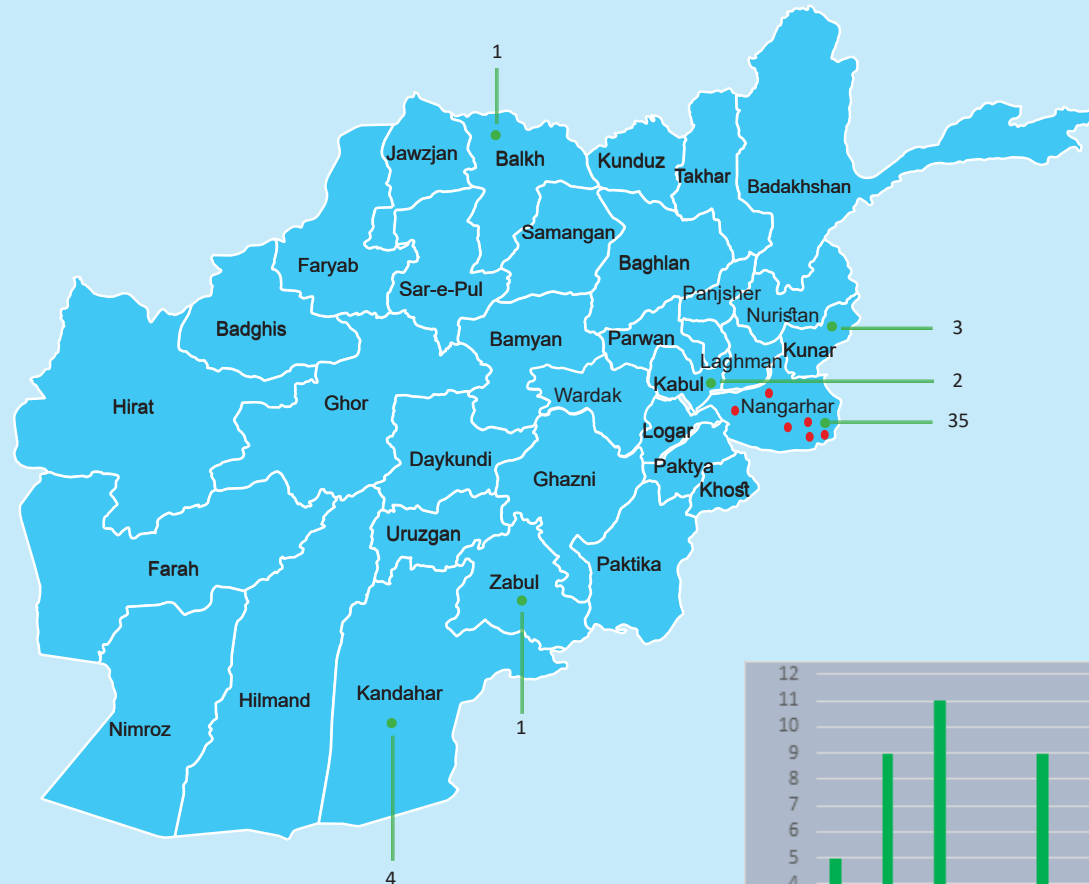 1
Jawzjan
Balkh
Kunduz
Takhar
Badakhshan
Samangan
Faryab
Baghlan
Sar-e-Pul
Panjsher
Nuristan
Badghis
Bamyan
Parwan
Kunar
3
Laghman
Kabul
2
Wardak
Hirat
Ghor
Nangarhar
35
Logar
Daykundi
Paktya
Ghazni
Khost
Uruzgan
Farah
Zabul
Paktika
Kandahar
Hilmand
Nimroz
1
4
12
11
10
9
8
7
6
5
4